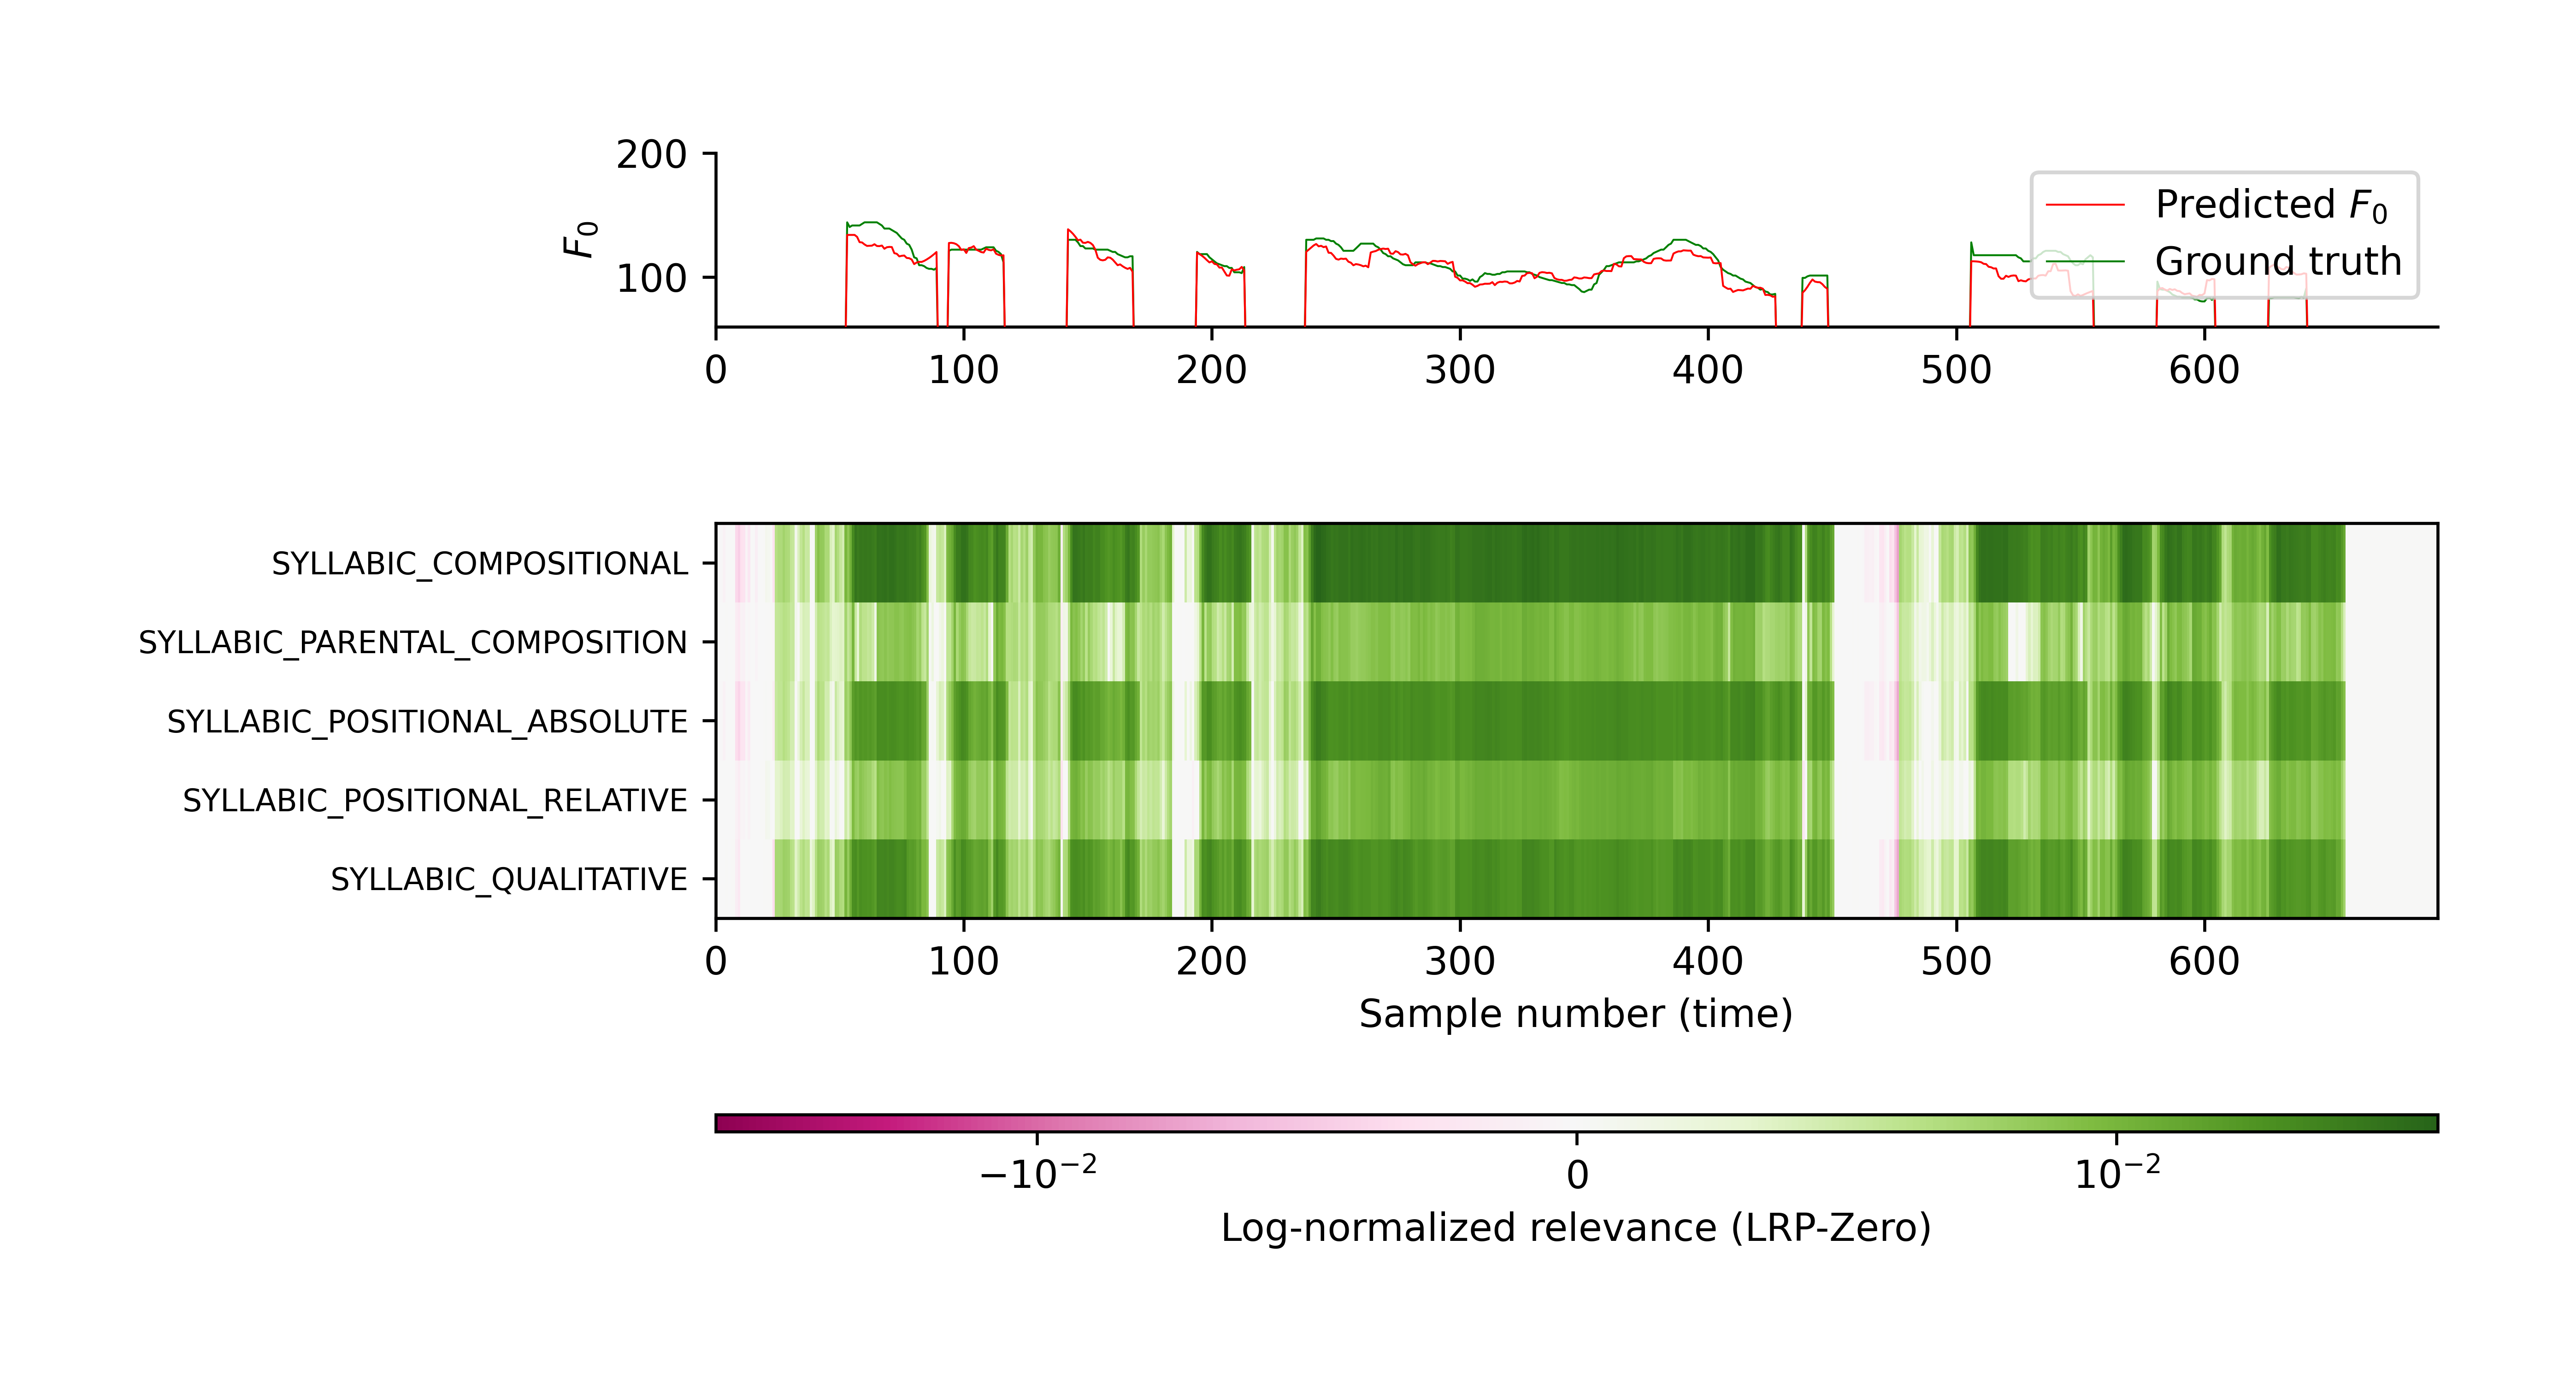 200
100
F₀
Predicted F₀
Ground truth
0 100 200 300 400 500 600
SYLLABIC_COMPOSITIONAL
SYLLABIC_PARENTAL_COMPOSITION
SYLLABIC_POSITIONAL_ABSOLUTE
SYLLABIC_POSITIONAL_RELATIVE
SYLLABIC_QUALITATIVE
0 100 200 300 400 500 600
Sample number (time)
−10⁻² 0 10⁻²
Log-normalized relevance (LRP-Zero)